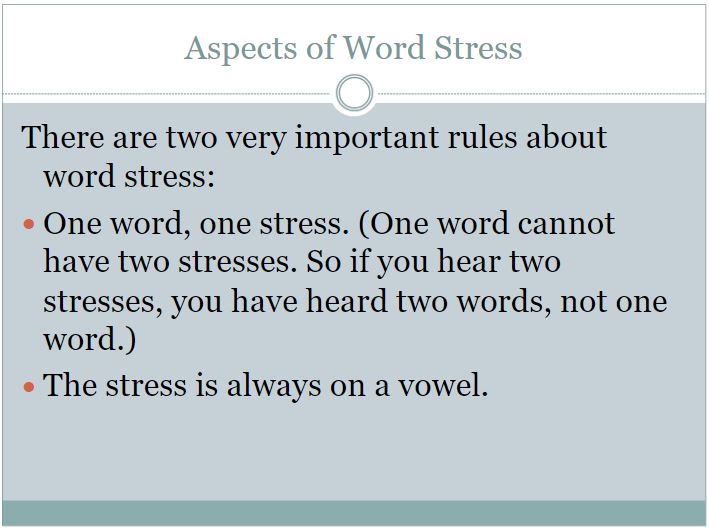 Aspects of Word Stress
There are two very important rules about
word stress:
• One word, one stress. (One word cannot
have two stresses. So if you hear two
stresses, you have heard two words, not one
word.)
• The stress is always on a vowel.